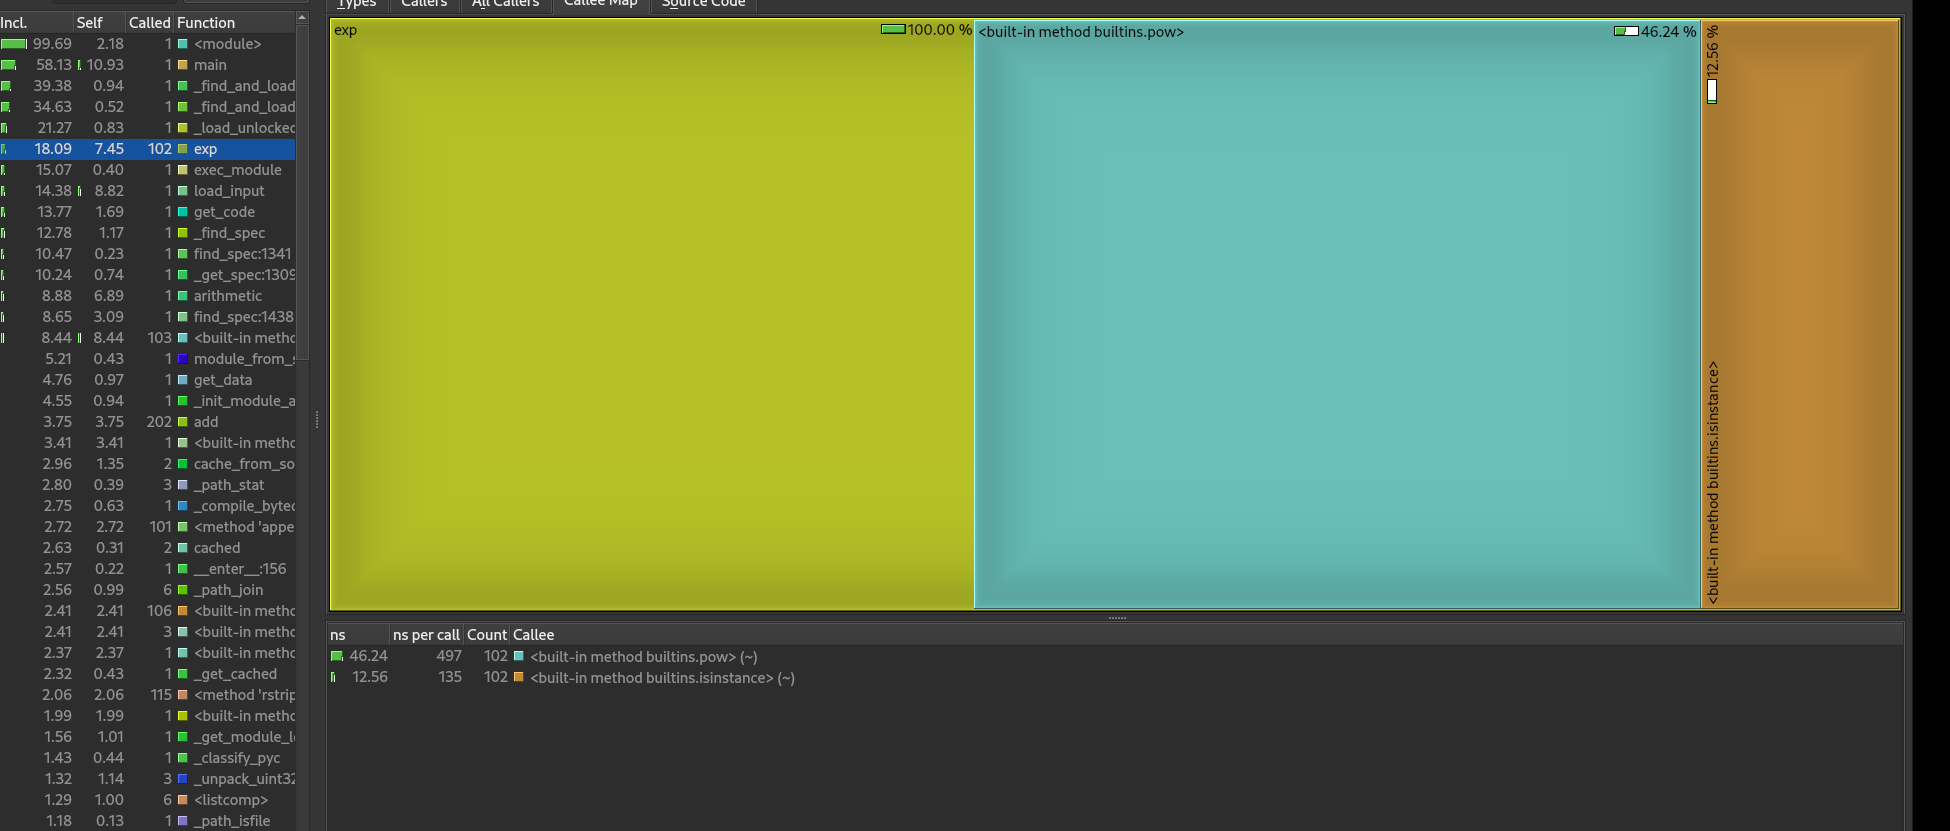 Types Callers All Callers Callee Map Source Code
Incl. Self Called Function
99.69 2.18 1 <module>
58.13 10.93 1 main
39.38 0.94 1 _find_and_load
34.63 0.52 1 _find_and_load
21.27 0.83 1 _load_unlocked
18.09 7.45 102 exp
15.07 0.40 1 exec_module
14.38 8.82 1 load_input
13.77 1.69 1 get_code
12.78 1.17 1 _find_spec
10.47 0.23 1 find_spec:1341
10.24 0.74 1 _get_spec:1309
8.88 6.89 1 arithmetic
8.65 3.09 1 find_spec:1438
8.44 8.44 103 <built-in metho
5.21 0.43 1 module_from_s
4.76 0.97 1 get_data
4.55 0.94 1 _init_module_a
3.75 3.75 202 add
3.41 3.41 1 <built-in metho
2.96 1.35 2 cache_from_so
2.80 0.39 3 _path_stat
2.75 0.63 1 _compile_bytec
2.72 2.72 101 <method 'appe
2.63 0.31 2 cached
2.57 0.22 1 __enter__:156
2.56 0.99 6 _path_join
2.41 2.41 106 <built-in metho
2.41 2.41 3 <built-in metho
2.37 2.37 1 <built-in metho
2.32 0.43 1 _get_cached
2.06 2.06 115 <method 'rstrip
1.99 1.99 1 <built-in metho
1.56 1.01 1 _get_module_l
1.43 0.44 1 _classify_pyc
1.32 1.14 3 _unpack_uint32
1.29 1.00 6 <listcomp>
1.18 0.13 1 _path_isfile
exp 100.00 %
<built-in method builtins.pow> 46.24 %
<built-in method builtins.isinstance> 12.56 %
ns ns per call Count Callee
46.24 497 102 <built-in method builtins.pow> (~)
12.56 135 102 <built-in method builtins.isinstance> (~)